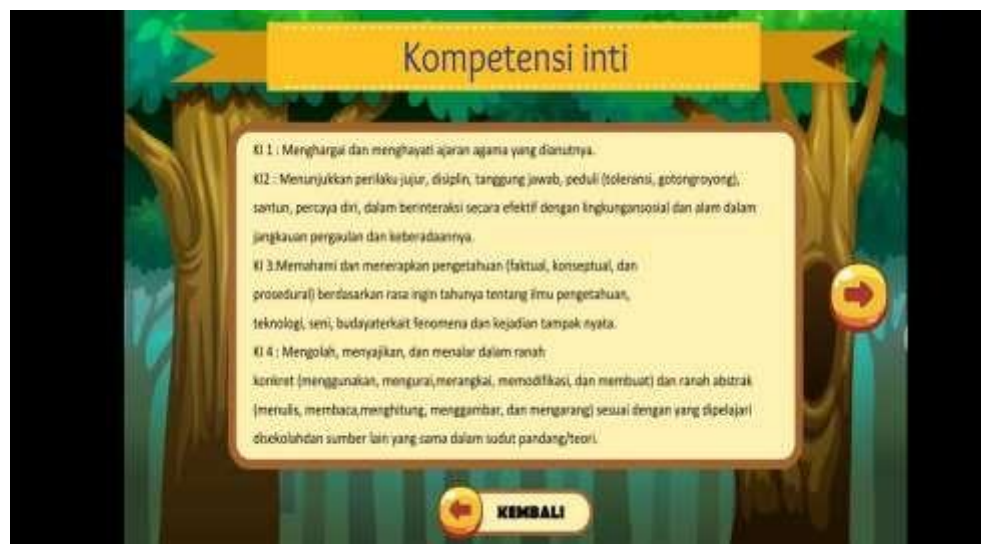 Kompetensi inti
KI 1 : Menghargai dan menghayati ajaran agama yang dianutnya.
KI2 : Menunjukkan perilaku jujur, disiplin, tanggung jawab, peduli (toleransi, gotongroyong),
santun, percaya diri, dalam berinteraksi secara efektif dengan lingkungansosial dan alam dalam
jangkauan pergaulan dan keberadaannya.
KI 3:Memahami dan menerapkan pengetahuan (faktual, konseptual, dan
prosedural) berdasarkan rasa ingin tahunya tentang ilmu pengetahuan,
teknologi, seni, budayaterkait fenomena dan kejadian tampak nyata.
KI 4 : Mengolah, menyajikan, dan menalar dalam ranah
konkret (menggunakan, mengurai,merangkai, memodifikasi, dan membuat) dan ranah abstrak
(menulis, membaca,menghitung, menggambar, dan mengarang) sesuai dengan yang dipelajari
disekolahdan sumber lain yang sama dalam sudut pandang/teori.
KEMBALI